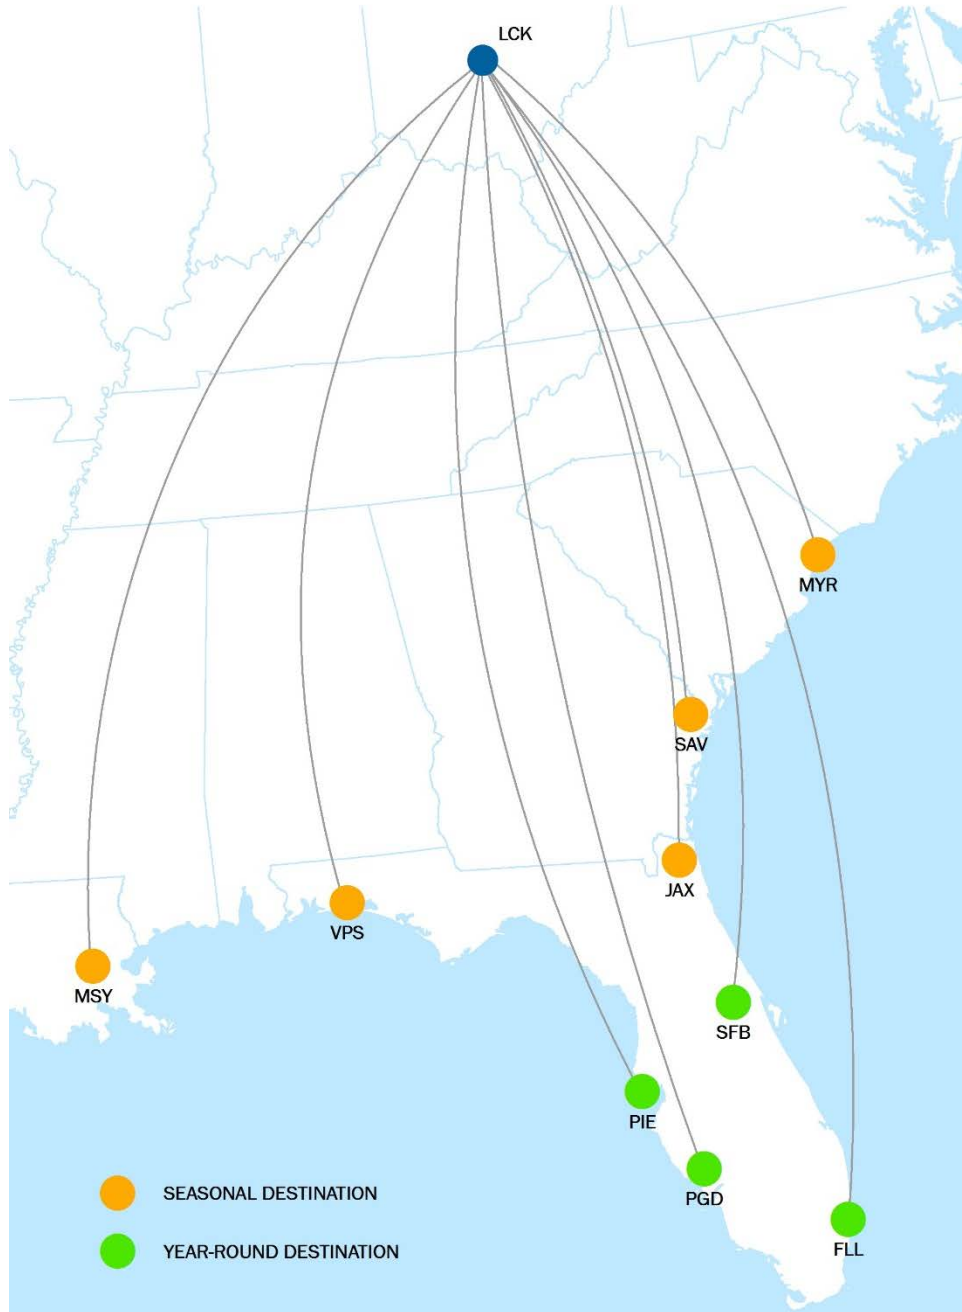 LCK
MYR
SAV
JAX
VPS
MSY
SFB
PIE
PGD
FLL
SEASONAL DESTINATION
YEAR-ROUND DESTINATION